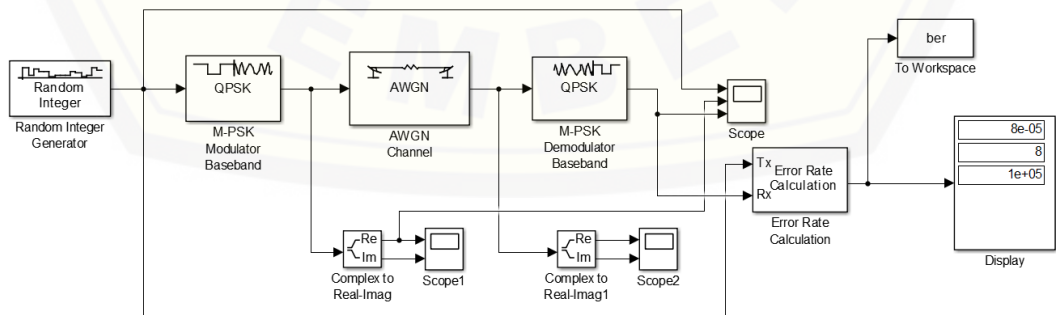 ber
To Workspace
Random
Integer
Random Integer
Generator
QPSK
M-PSK
Modulator
Baseband
AWGN
AWGN
Channel
QPSK
M-PSK
Demodulator
Baseband
Scope
Tx
Rx
Error Rate
Calculation
Error Rate
Calculation
8e-05
8
1e+05
Display
Re
Im
Complex to
Real-Imag
Scope1
Re
Im
Complex to
Real-Imag1
Scope2